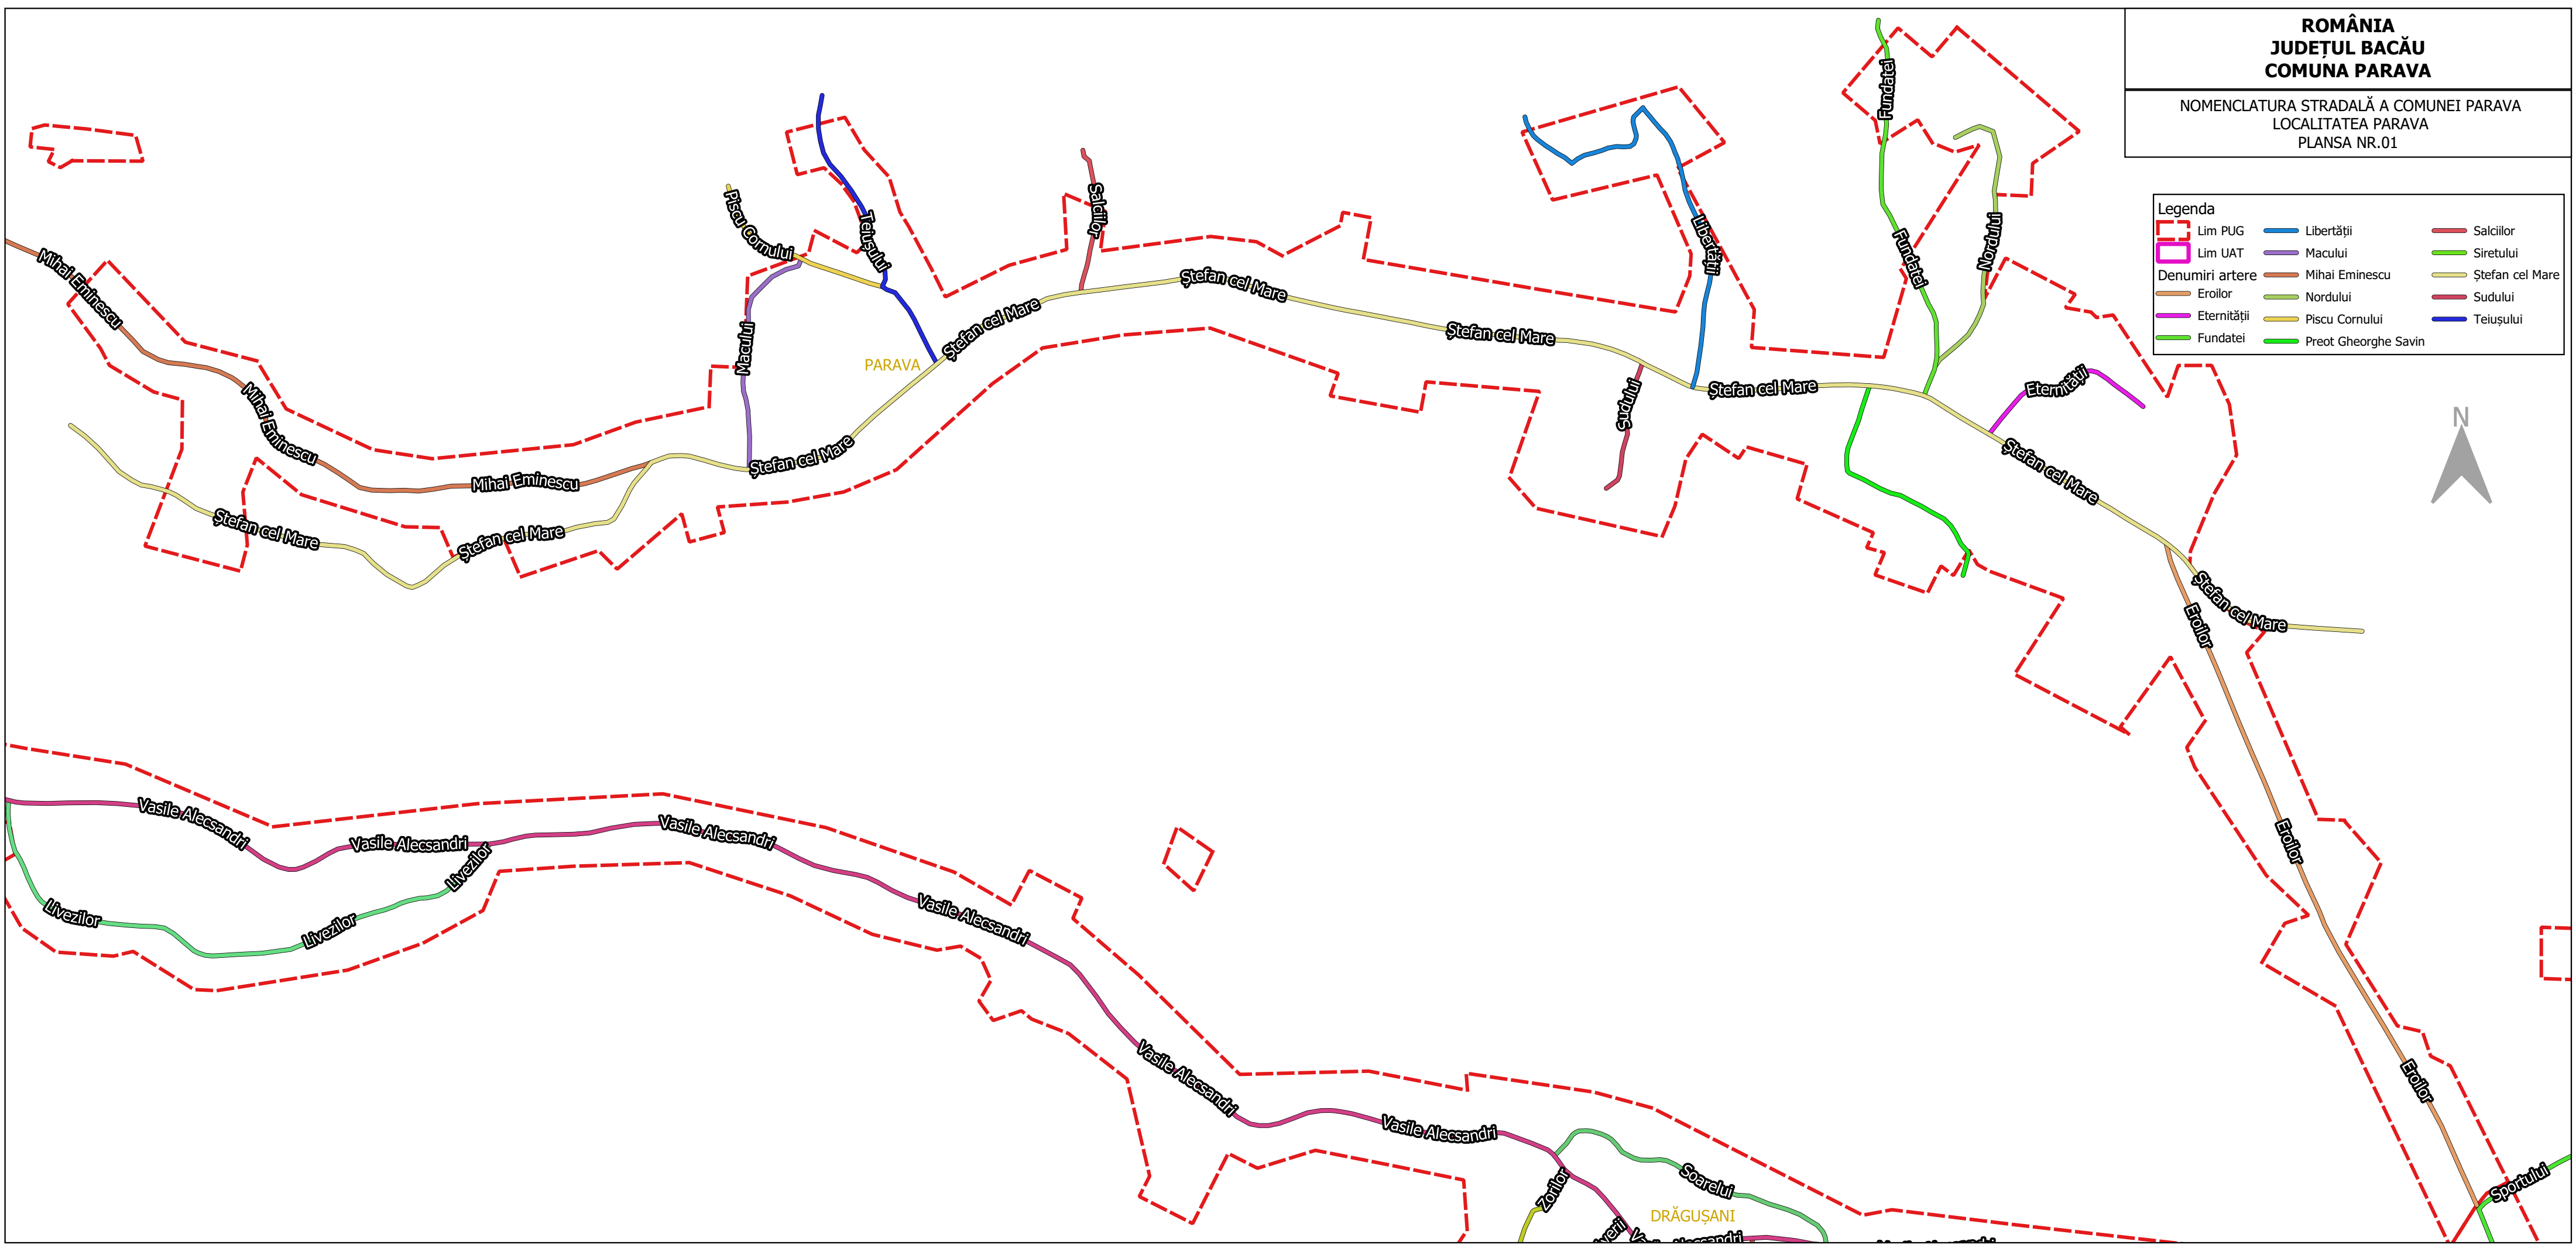 ROMÂNIA
JUDEȚUL BACĂU
COMUNA PARAVA
NOMENCLATURA STRADALĂ A COMUNEI PARAVA
LOCALITATEA PARAVA
PLANSA NR.01
Legenda
Lim PUG
Lim UAT
Denumiri artere
Eroilor
Eternității
Fundatei
Libertății
Macului
Mihai Eminescu
Nordului
Piscu Cornului
Preot Gheorghe Savin
Salciilor
Siretului
Ștefan cel Mare
Sudului
Teiușului
N
Fundatei
Fundatei
Nordului
Libertății
Salciilor
Teiușului
Piscu Cornului
Macului
Mihai Eminescu
Mihai Eminescu
Mihai Eminescu
PARAVA
Ștefan cel Mare
Ștefan cel Mare
Ștefan cel Mare
Ștefan cel Mare
Ștefan cel Mare
Ștefan cel Mare
Ștefan cel Mare
Ștefan cel Mare
Ștefan cel Mare
Sudului
Eternității
Eroilor
Eroilor
Eroilor
Sportului
Vasile Alecsandri
Vasile Alecsandri
Vasile Alecsandri
Vasile Alecsandri
Vasile Alecsandri
Vasile Alecsandri
Livezilor
Livezilor
Livezilor
Zorilor
Soarelui
DRĂGUȘANI